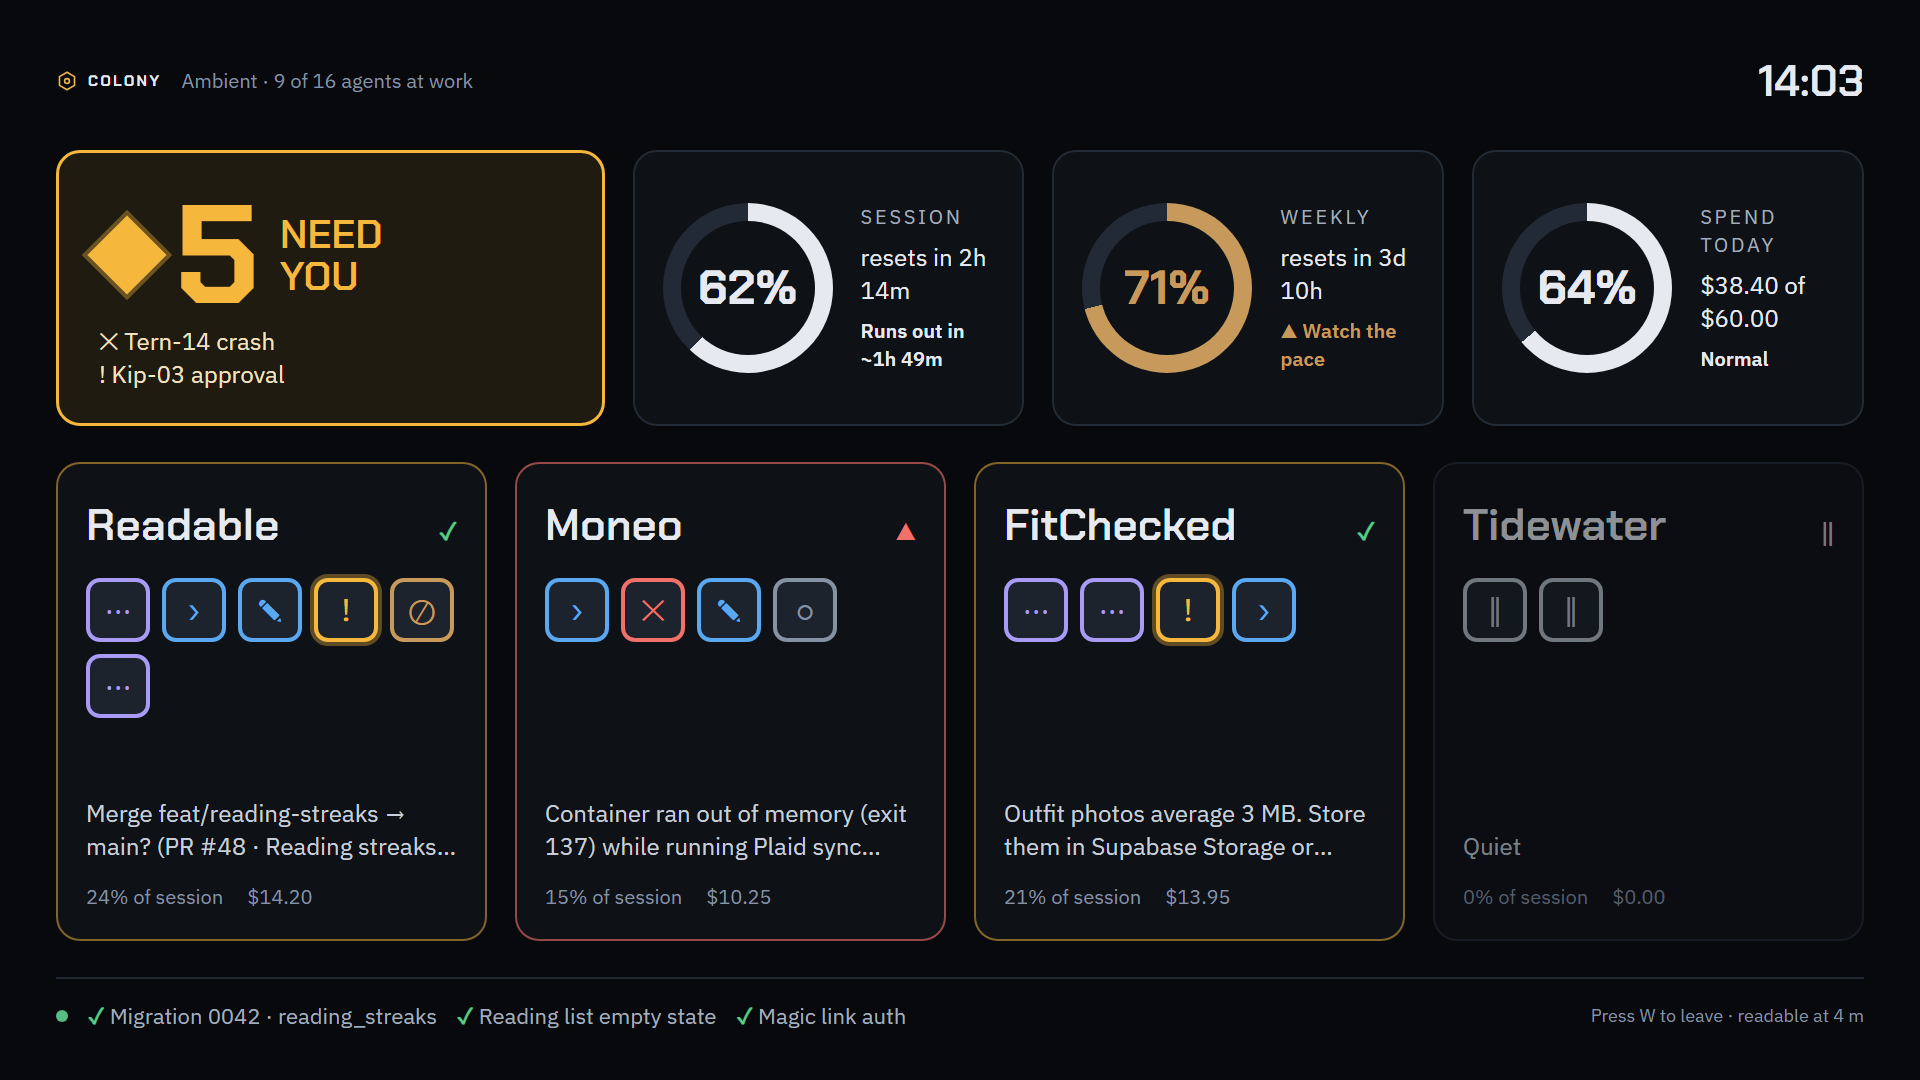 COLONY Ambient · 9 of 16 agents at work
14:03
5 NEED YOU
✕ Tern-14 crash
! Kip-03 approval
62%
SESSION
resets in 2h
14m
Runs out in
~1h 49m
71%
WEEKLY
resets in 3d
10h
▲ Watch the
pace
64%
SPEND
TODAY
$38.40 of
$60.00
Normal
Readable ✓
Merge feat/reading-streaks →
main? (PR #48 · Reading streaks...
24% of session $14.20
Moneo ▲
Container ran out of memory (exit
137) while running Plaid sync...
15% of session $10.25
FitChecked ✓
Outfit photos average 3 MB. Store
them in Supabase Storage or...
21% of session $13.95
Tidewater
Quiet
0% of session $0.00
✓ Migration 0042 · reading_streaks ✓ Reading list empty state ✓ Magic link auth
Press W to leave · readable at 4 m